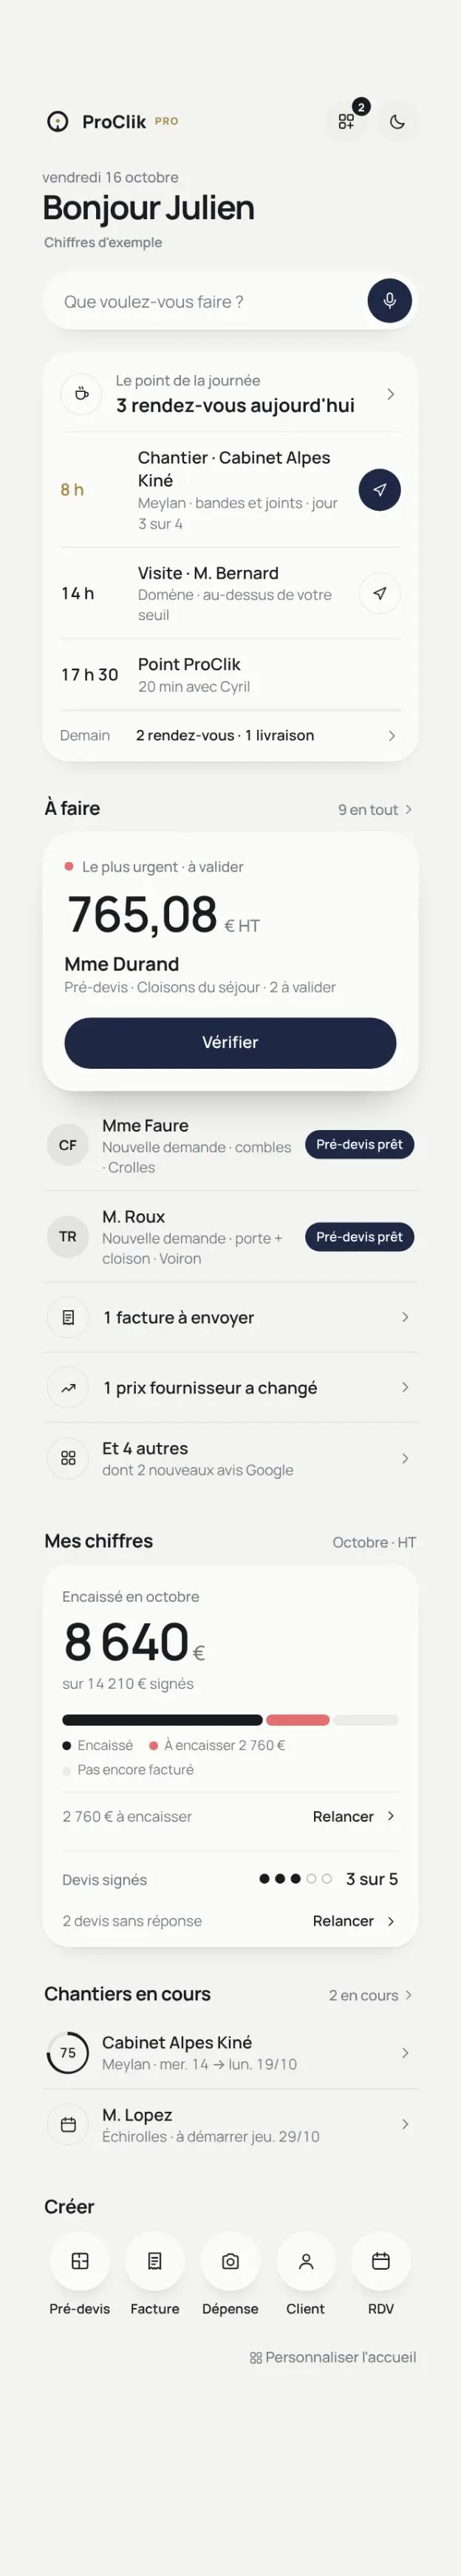 ProClik PRO
2
vendredi 16 octobre
Bonjour Julien
Chiffres d'exemple
Que voulez-vous faire ?
Le point de la journée
3 rendez-vous aujourd'hui
8 h
Chantier · Cabinet Alpes
Kiné
Meylan · bandes et joints · jour
3 sur 4
14 h
Visite · M. Bernard
Domène · au-dessus de votre
seuil
17 h 30
Point ProClik
20 min avec Cyril
Demain 2 rendez-vous · 1 livraison
À faire 9 en tout
Le plus urgent · à valider
765,08 € HT
Mme Durand
Pré-devis · Cloisons du séjour · 2 à valider
Vérifier
CF
Mme Faure
Nouvelle demande · combles
· Crolles
Pré-devis prêt
TR
M. Roux
Nouvelle demande · porte +
cloison · Voiron
Pré-devis prêt
1 facture à envoyer
1 prix fournisseur a changé
Et 4 autres
dont 2 nouveaux avis Google
Mes chiffres Octobre · HT
Encaissé en octobre
8 640 €
sur 14 210 € signés
Encaissé À encaisser 2 760 €
Pas encore facturé
2 760 € à encaisser Relancer
Devis signés 3 sur 5
2 devis sans réponse Relancer
Chantiers en cours 2 en cours
75
Cabinet Alpes Kiné
Meylan · mer. 14 → lun. 19/10
M. Lopez
Échirolles · à démarrer jeu. 29/10
Créer
Pré-devis Facture Dépense Client RDV
Personnaliser l'accueil